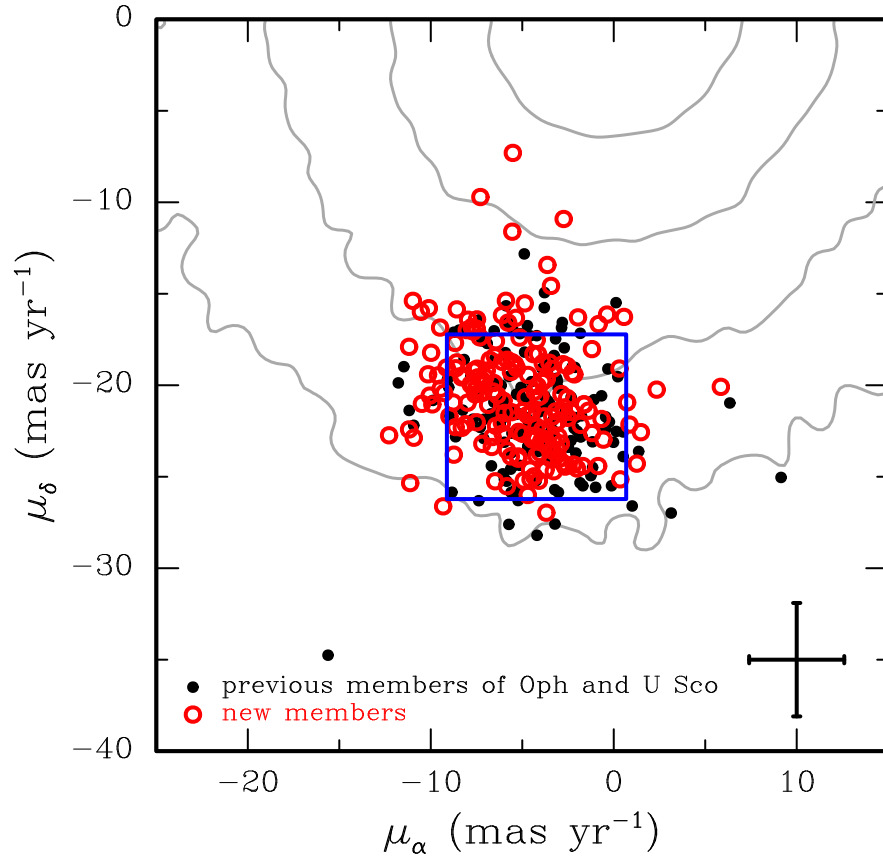 0
−10
−20
−30
−40
μδ (mas yr−1)
previous members of Oph and U Sco
new members
−20 −10 0 10
μα (mas yr−1)